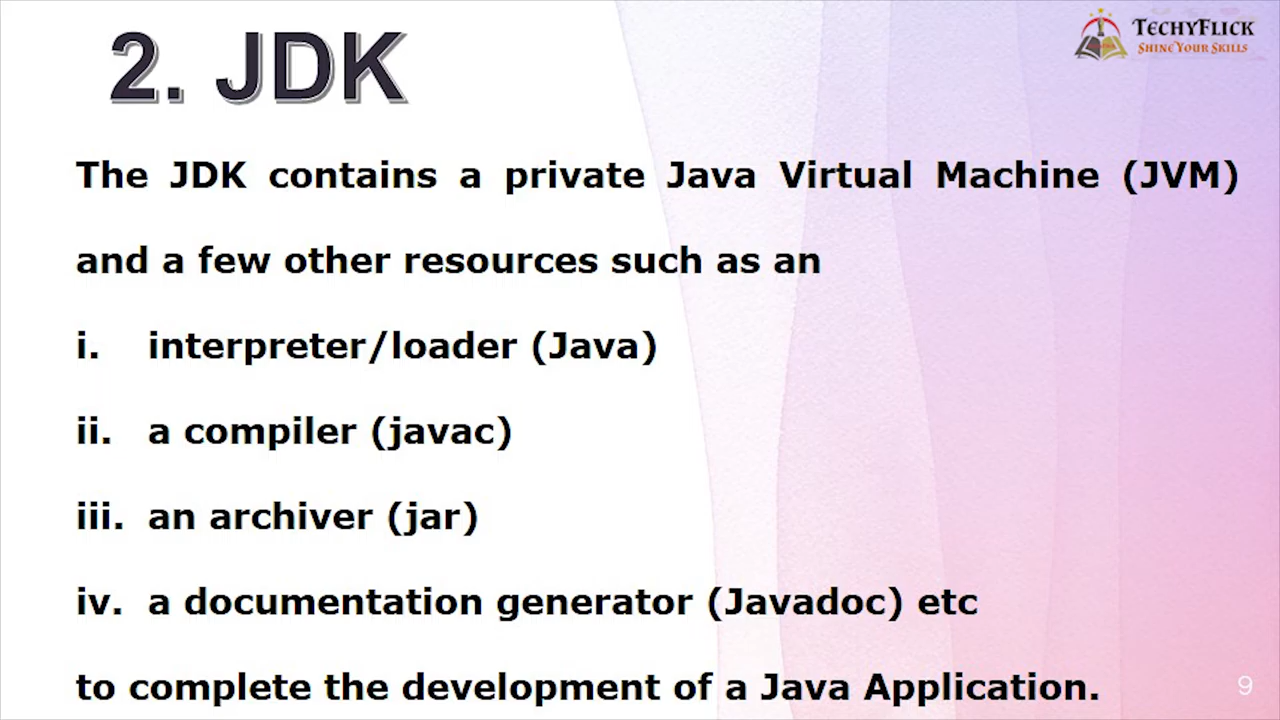 2. JDK
TECHYFLICK
SHINE YOUR SKILLS
The JDK contains a private Java Virtual Machine (JVM)
and a few other resources such as an
i. interpreter/loader (Java)
ii. a compiler (javac)
iii. an archiver (jar)
iv. a documentation generator (Javadoc) etc
to complete the development of a Java Application.
9